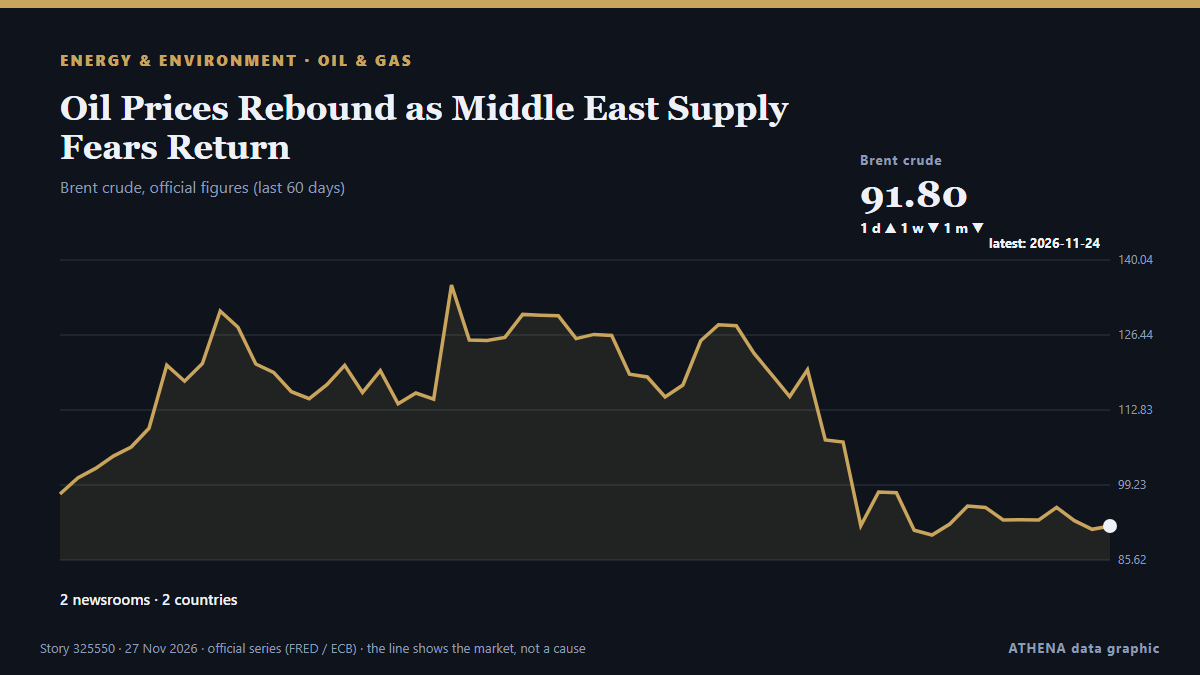 ENERGY & ENVIRONMENT · OIL & GAS
Oil Prices Rebound as Middle East Supply
Fears Return
Brent crude, official figures (last 60 days)
Brent crude
91.80
1 d ▲ 1 w ▼ 1 m ▼
latest: 2026-11-24
140.04
126.44
112.83
99.23
85.62
2 newsrooms · 2 countries
Story 325550 · 27 Nov 2026 · official series (FRED / ECB) · the line shows the market, not a cause
ATHENA data graphic